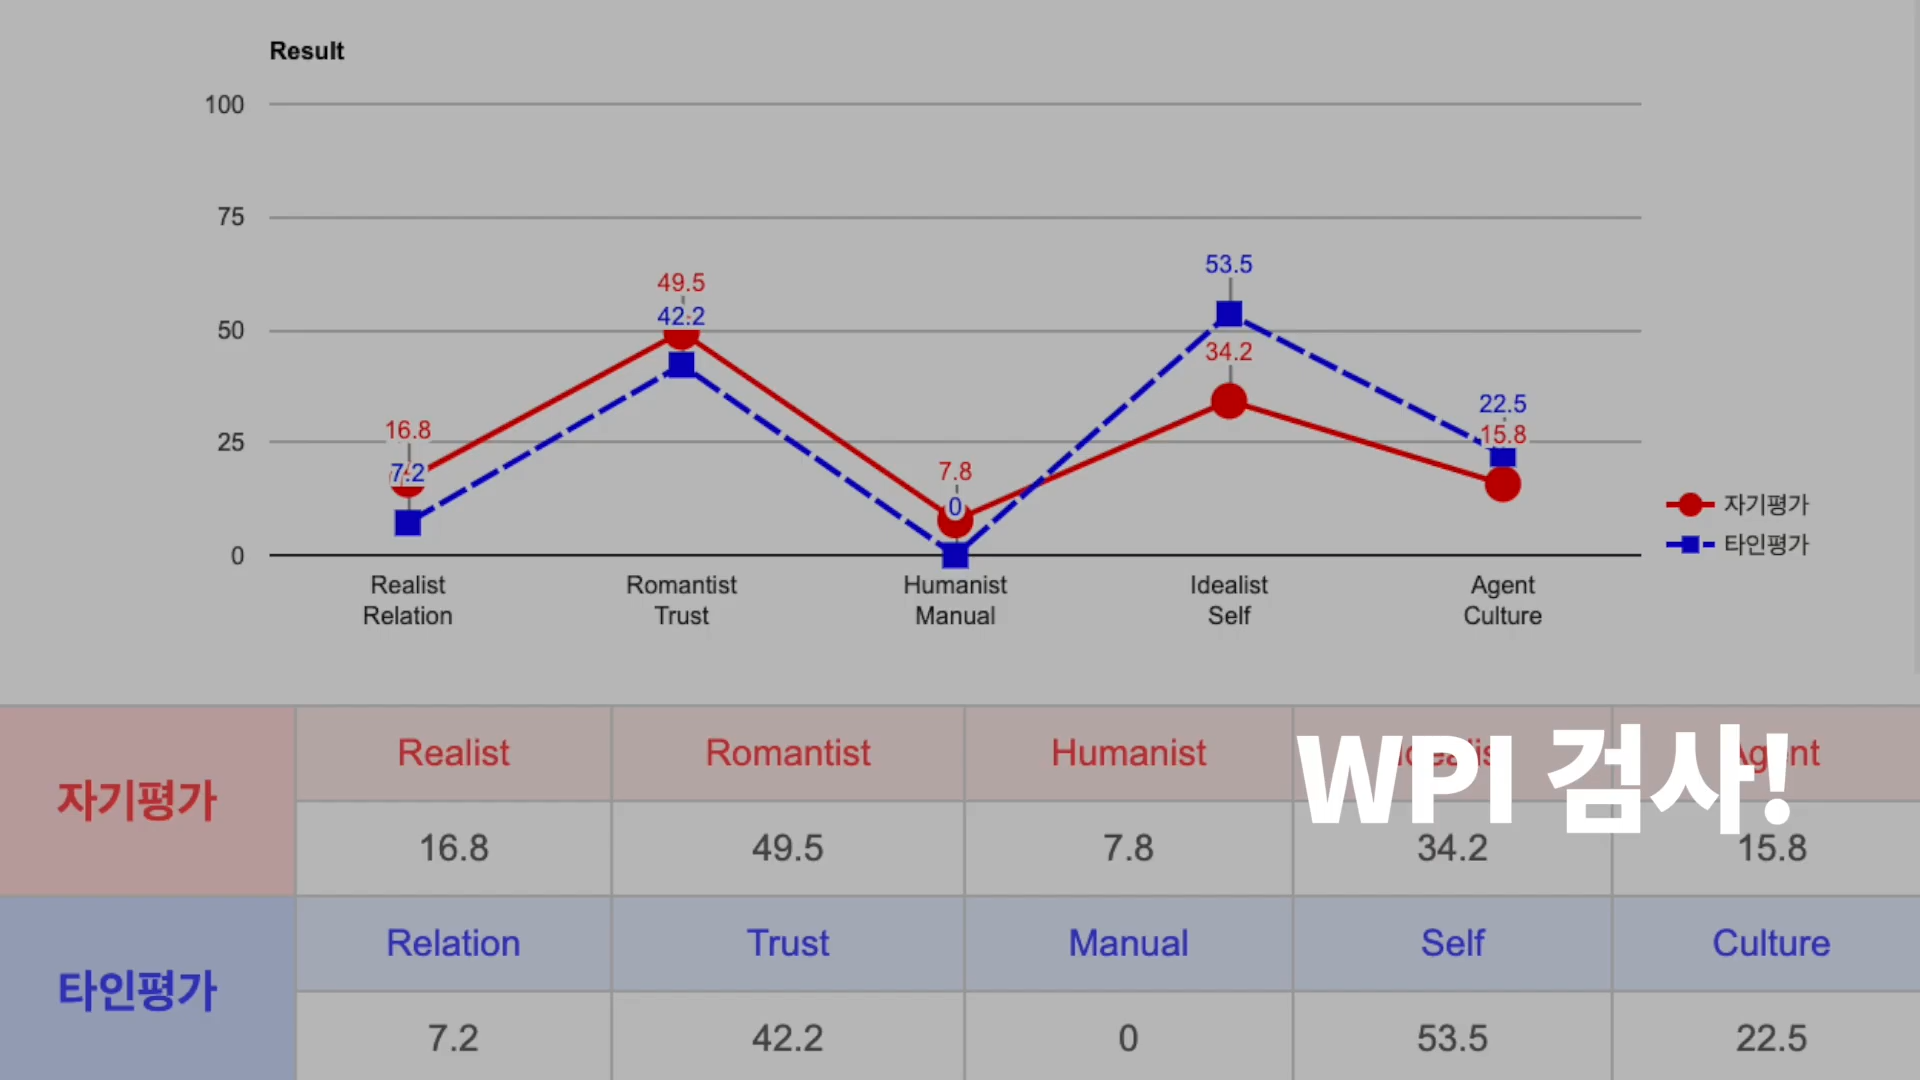 Result
100
75
50
25
0
16.8
7.2
49.5
42.2
7.8
0
53.5
34.2
22.5
15.8
Realist
Relation
Romantist
Trust
Humanist
Manual
Idealist
Self
Agent
Culture
자기평가
타인평가
자기평가
Realist
Romantist
Humanist
Idealist
Agent
WPI 검사!
16.8
49.5
7.8
34.2
15.8
타인평가
Relation
Trust
Manual
Self
Culture
7.2
42.2
0
53.5
22.5